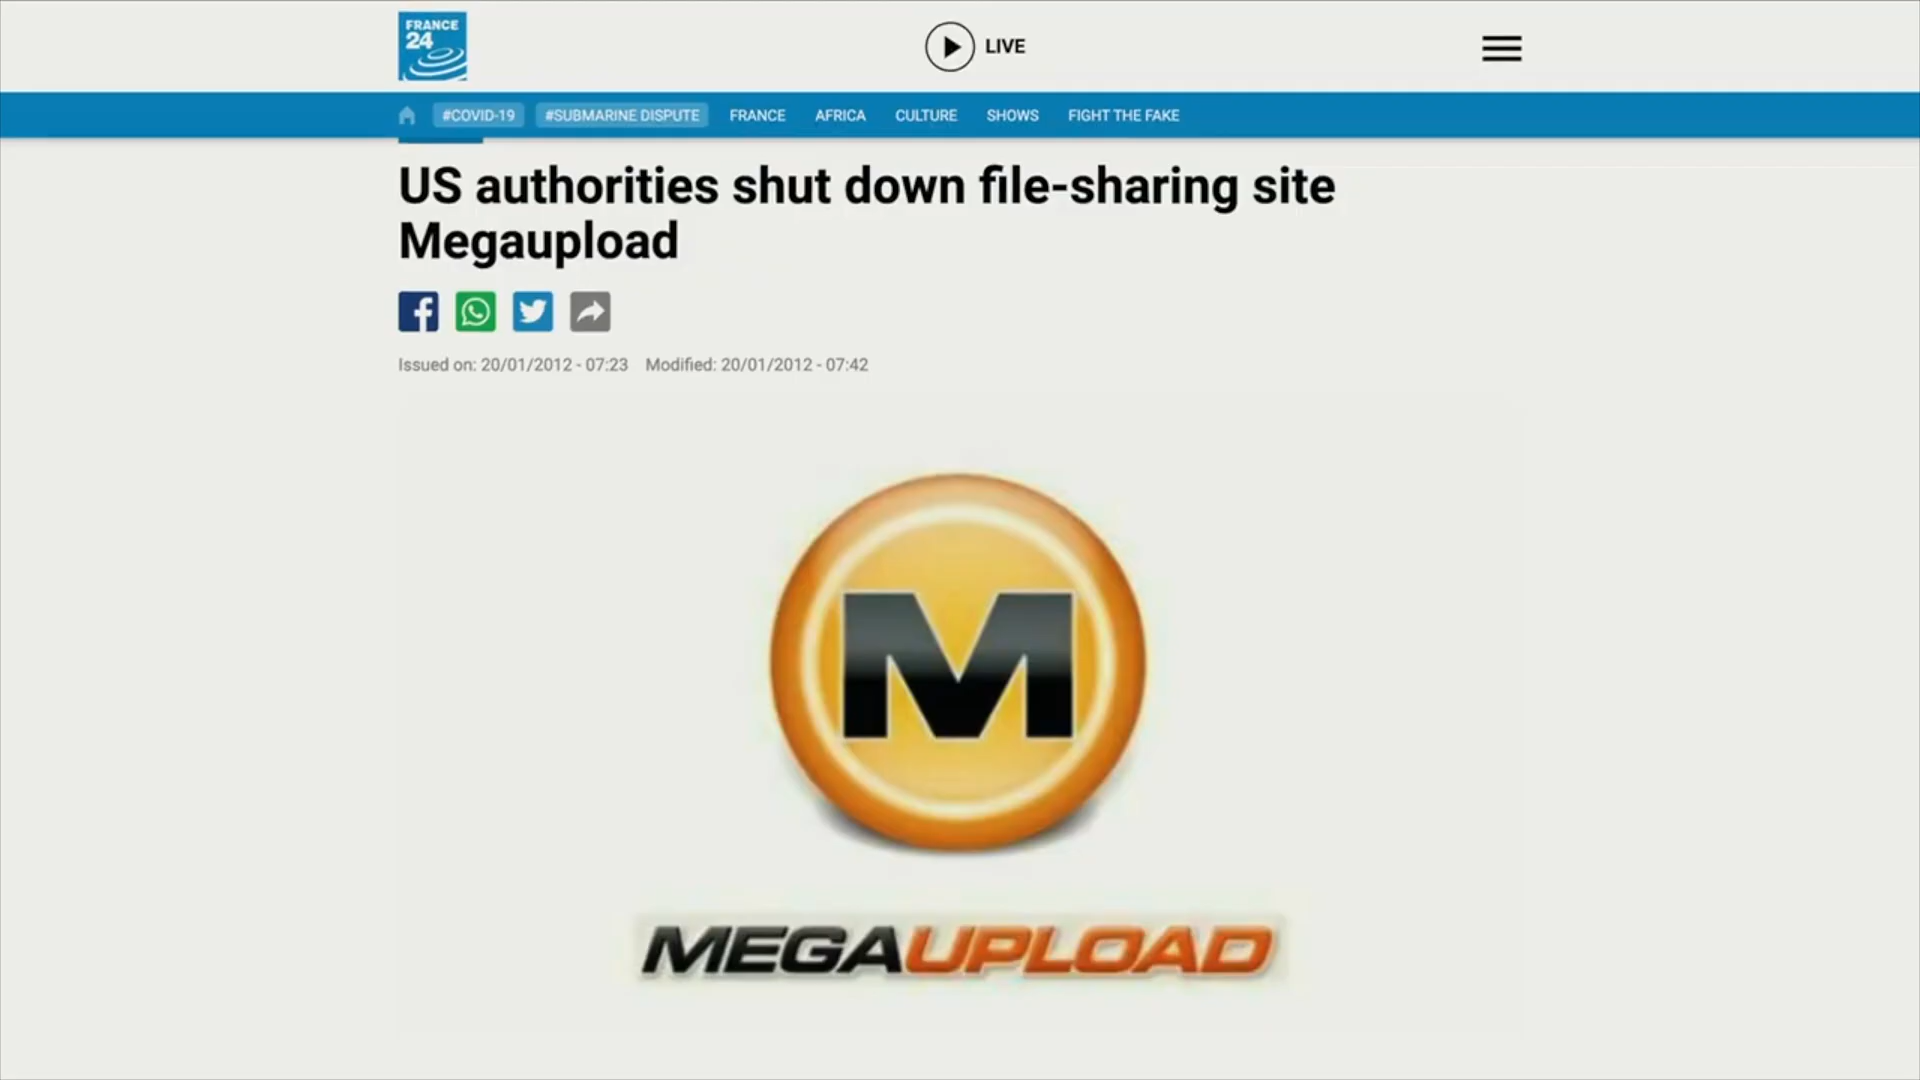 FRANCE
24
LIVE
#COVID-19 #SUBMARINE DISPUTE FRANCE AFRICA CULTURE SHOWS FIGHT THE FAKE
US authorities shut down file-sharing site
Megaupload
Issued on: 20/01/2012 - 07:23 Modified: 20/01/2012 - 07:42
M
MEGAUPLOAD